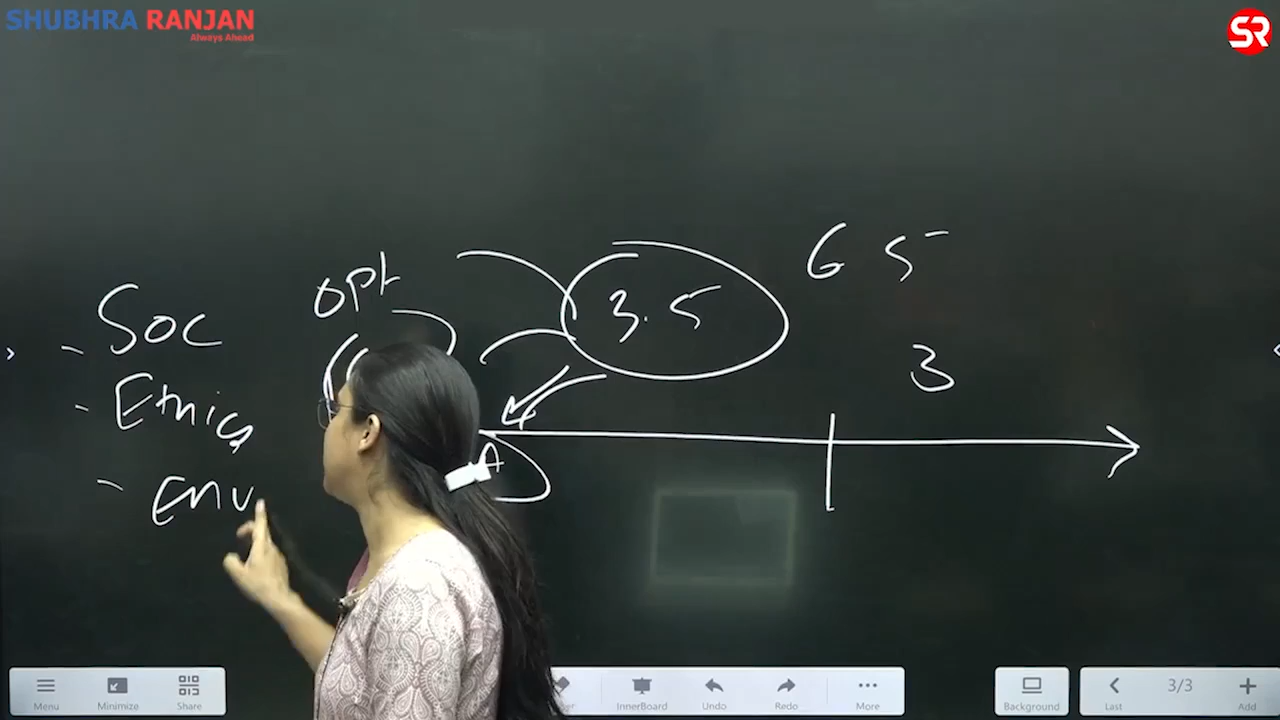 SHUBHRA RANJAN
Always Ahead
SR
opt
3.5
65
- Soc
3
- Ethics
A
- Env
Menu
Minimize
Share
InnerBoard
Undo
Redo
More
Background
Last
3/3
Add